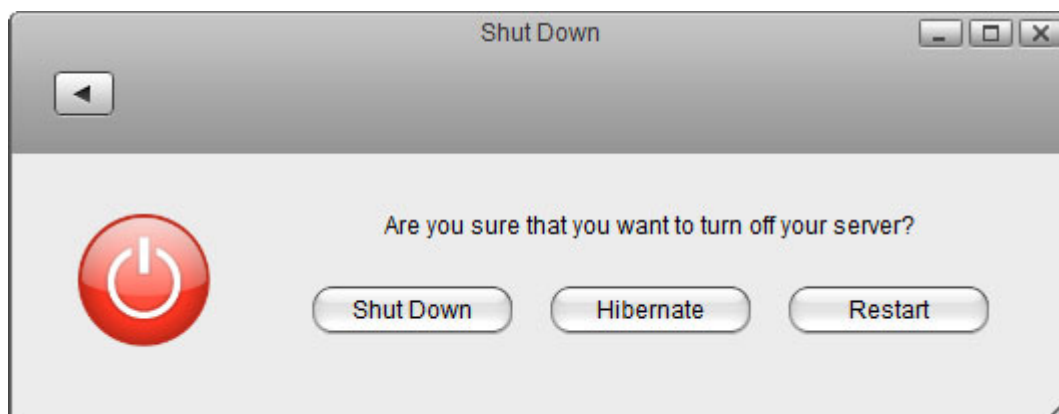 Shut Down
Are you sure that you want to turn off your server?
Shut Down Hibernate Restart